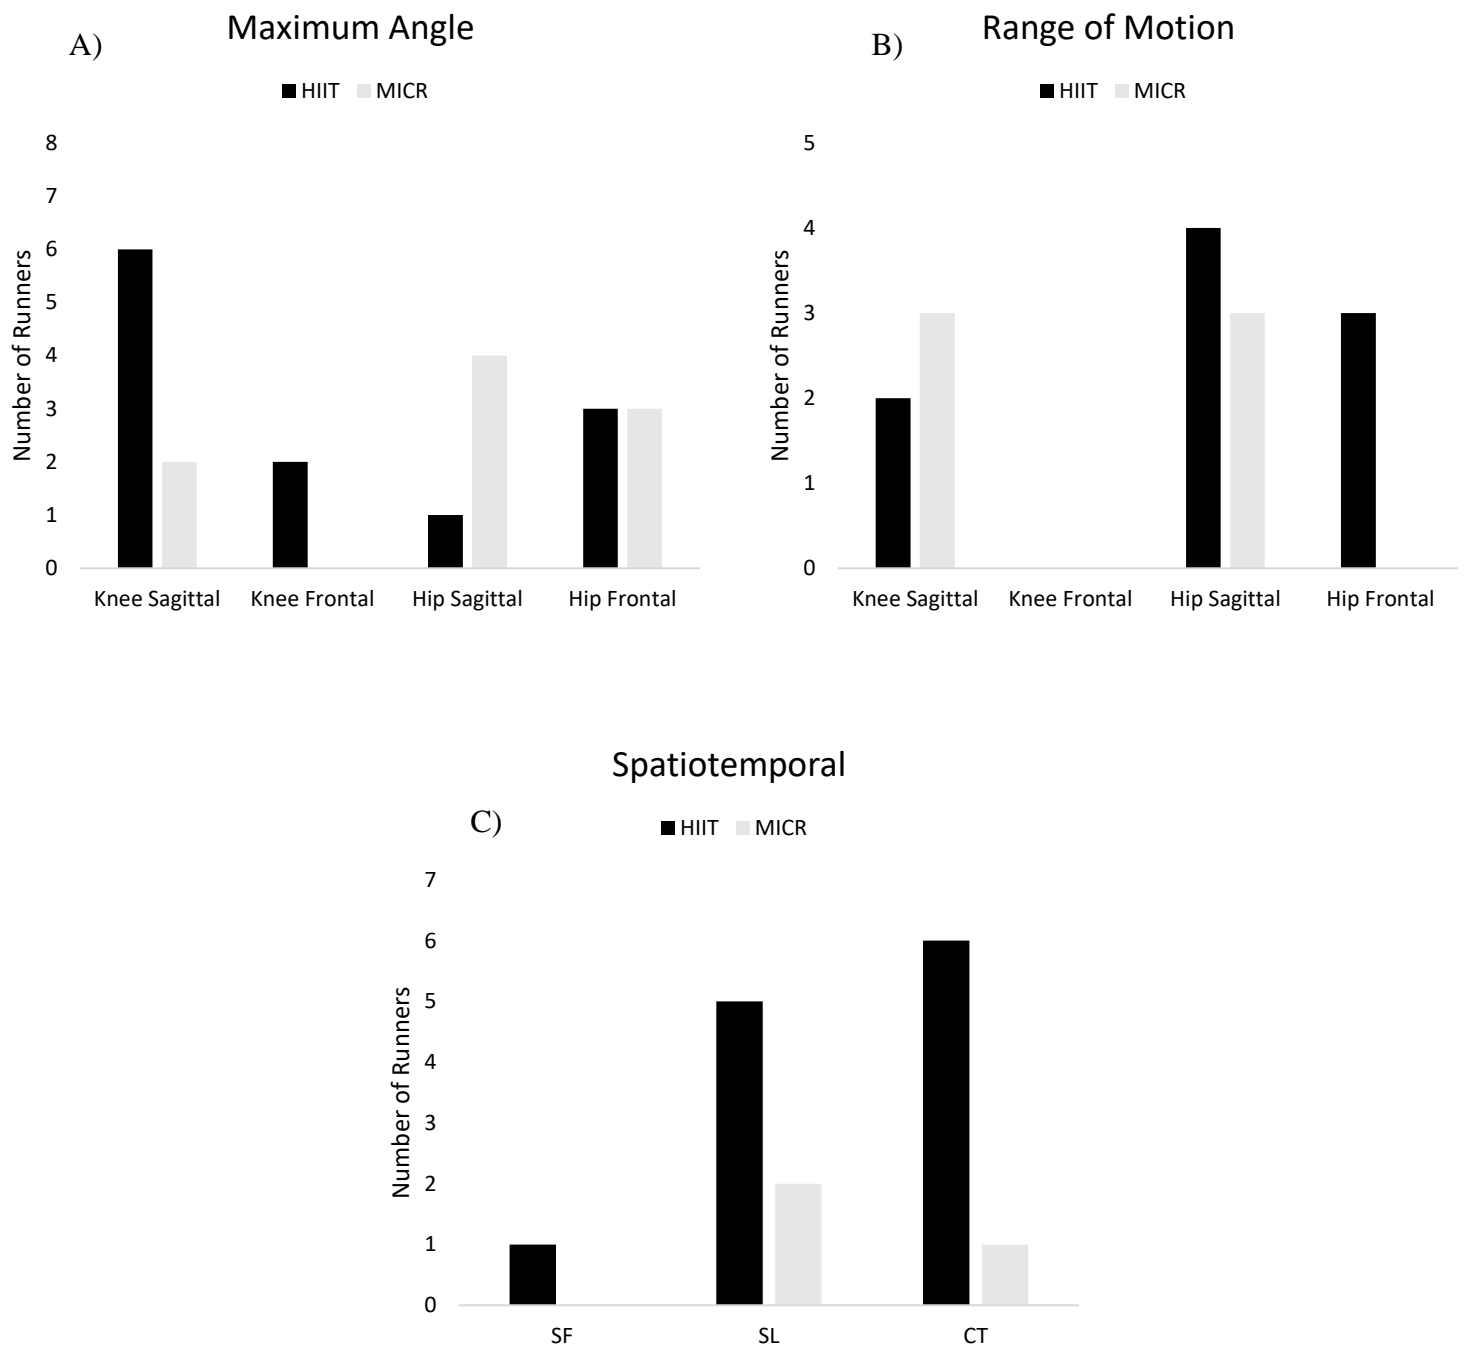 A)
Maximum Angle
HIIT MICR
8
7
6
5
4
3
2
1
0
Number of Runners
Knee Sagittal Knee Frontal Hip Sagittal Hip Frontal
B)
Range of Motion
HIIT MICR
5
4
3
2
1
0
Number of Runners
Knee Sagittal Knee Frontal Hip Sagittal Hip Frontal
Spatiotemporal
C)
HIIT MICR
7
6
5
4
3
2
1
0
Number of Runners
SF SL CT